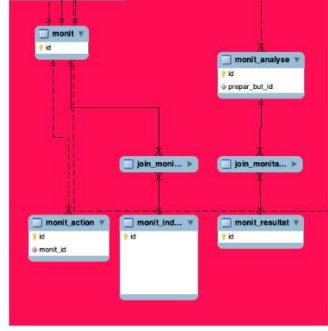 monit
id
monit_analyse
id
prepar_but_id
join_moni...
join_monita...
monit_action
id
monit_id
monit_ind...
id
monit_resultat
id